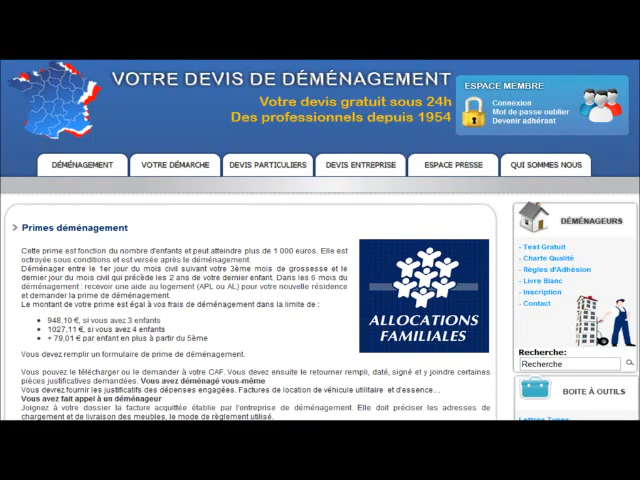 VOTRE DEVIS DE DÉMÉNAGEMENT
Votre devis gratuit sous 24h
Des professionnels depuis 1954
ESPACE MEMBRE
Connexion
Mot de passe oublier
Devenir adhérant
DÉMÉNAGEMENT
VOTRE DÉMARCHE
DEVIS PARTICULIERS
DEVIS ENTREPRISE
ESPACE PRESSE
QUI SOMMES NOUS
Primes déménagement
Cette prime est fonction du nombre d'enfants et peut atteindre plus de 1 000 euros. Elle est
octroyée sous conditions et est versée après le déménagement.
Déménager entre le 1er jour du mois civil suivant votre 3ème mois de grossesse et le
dernier jour du mois civil qui précède les 2 ans de votre dernier enfant. Dans les 6 mois du
déménagement : recevoir une aide au logement (APL ou AL) pour votre nouvelle résidence
et demander la prime de déménagement.
Le montant de votre prime est égal à vos frais de déménagement dans la limite de :
948,10 €, si vous avez 3 enfants
1027,11 €, si vous avez 4 enfants
+ 79,01 € par enfant en plus à partir du 5ème
Vous devez remplir un formulaire de prime de déménagement.
Vous pouvez le télécharger ou le demander à votre CAF. Vous devez ensuite le retourner rempli, daté, signé et y joindre certaines
pièces justificatives demandées. Vous avez déménagé vous-même
Vous devrez fournir les justificatifs des dépenses engagées. Factures de location de véhicule utilitaire et d'essence...
Vous avez fait appel à un déménageur
Joignez à votre dossier la facture acquittée établie par l'entreprise de déménagement. Elle doit préciser les adresses de
chargement et de livraison des meubles, le mode de règlement utilisé.
ALLOCATIONS
FAMILIALES
DÉMÉNAGEURS
- Test Gratuit
- Charte Qualité
- Règles d'Adhésion
- Livre Blanc
- Inscription
- Contact
Recherche:
Recherche
BOITE À OUTILS
Lettres Types